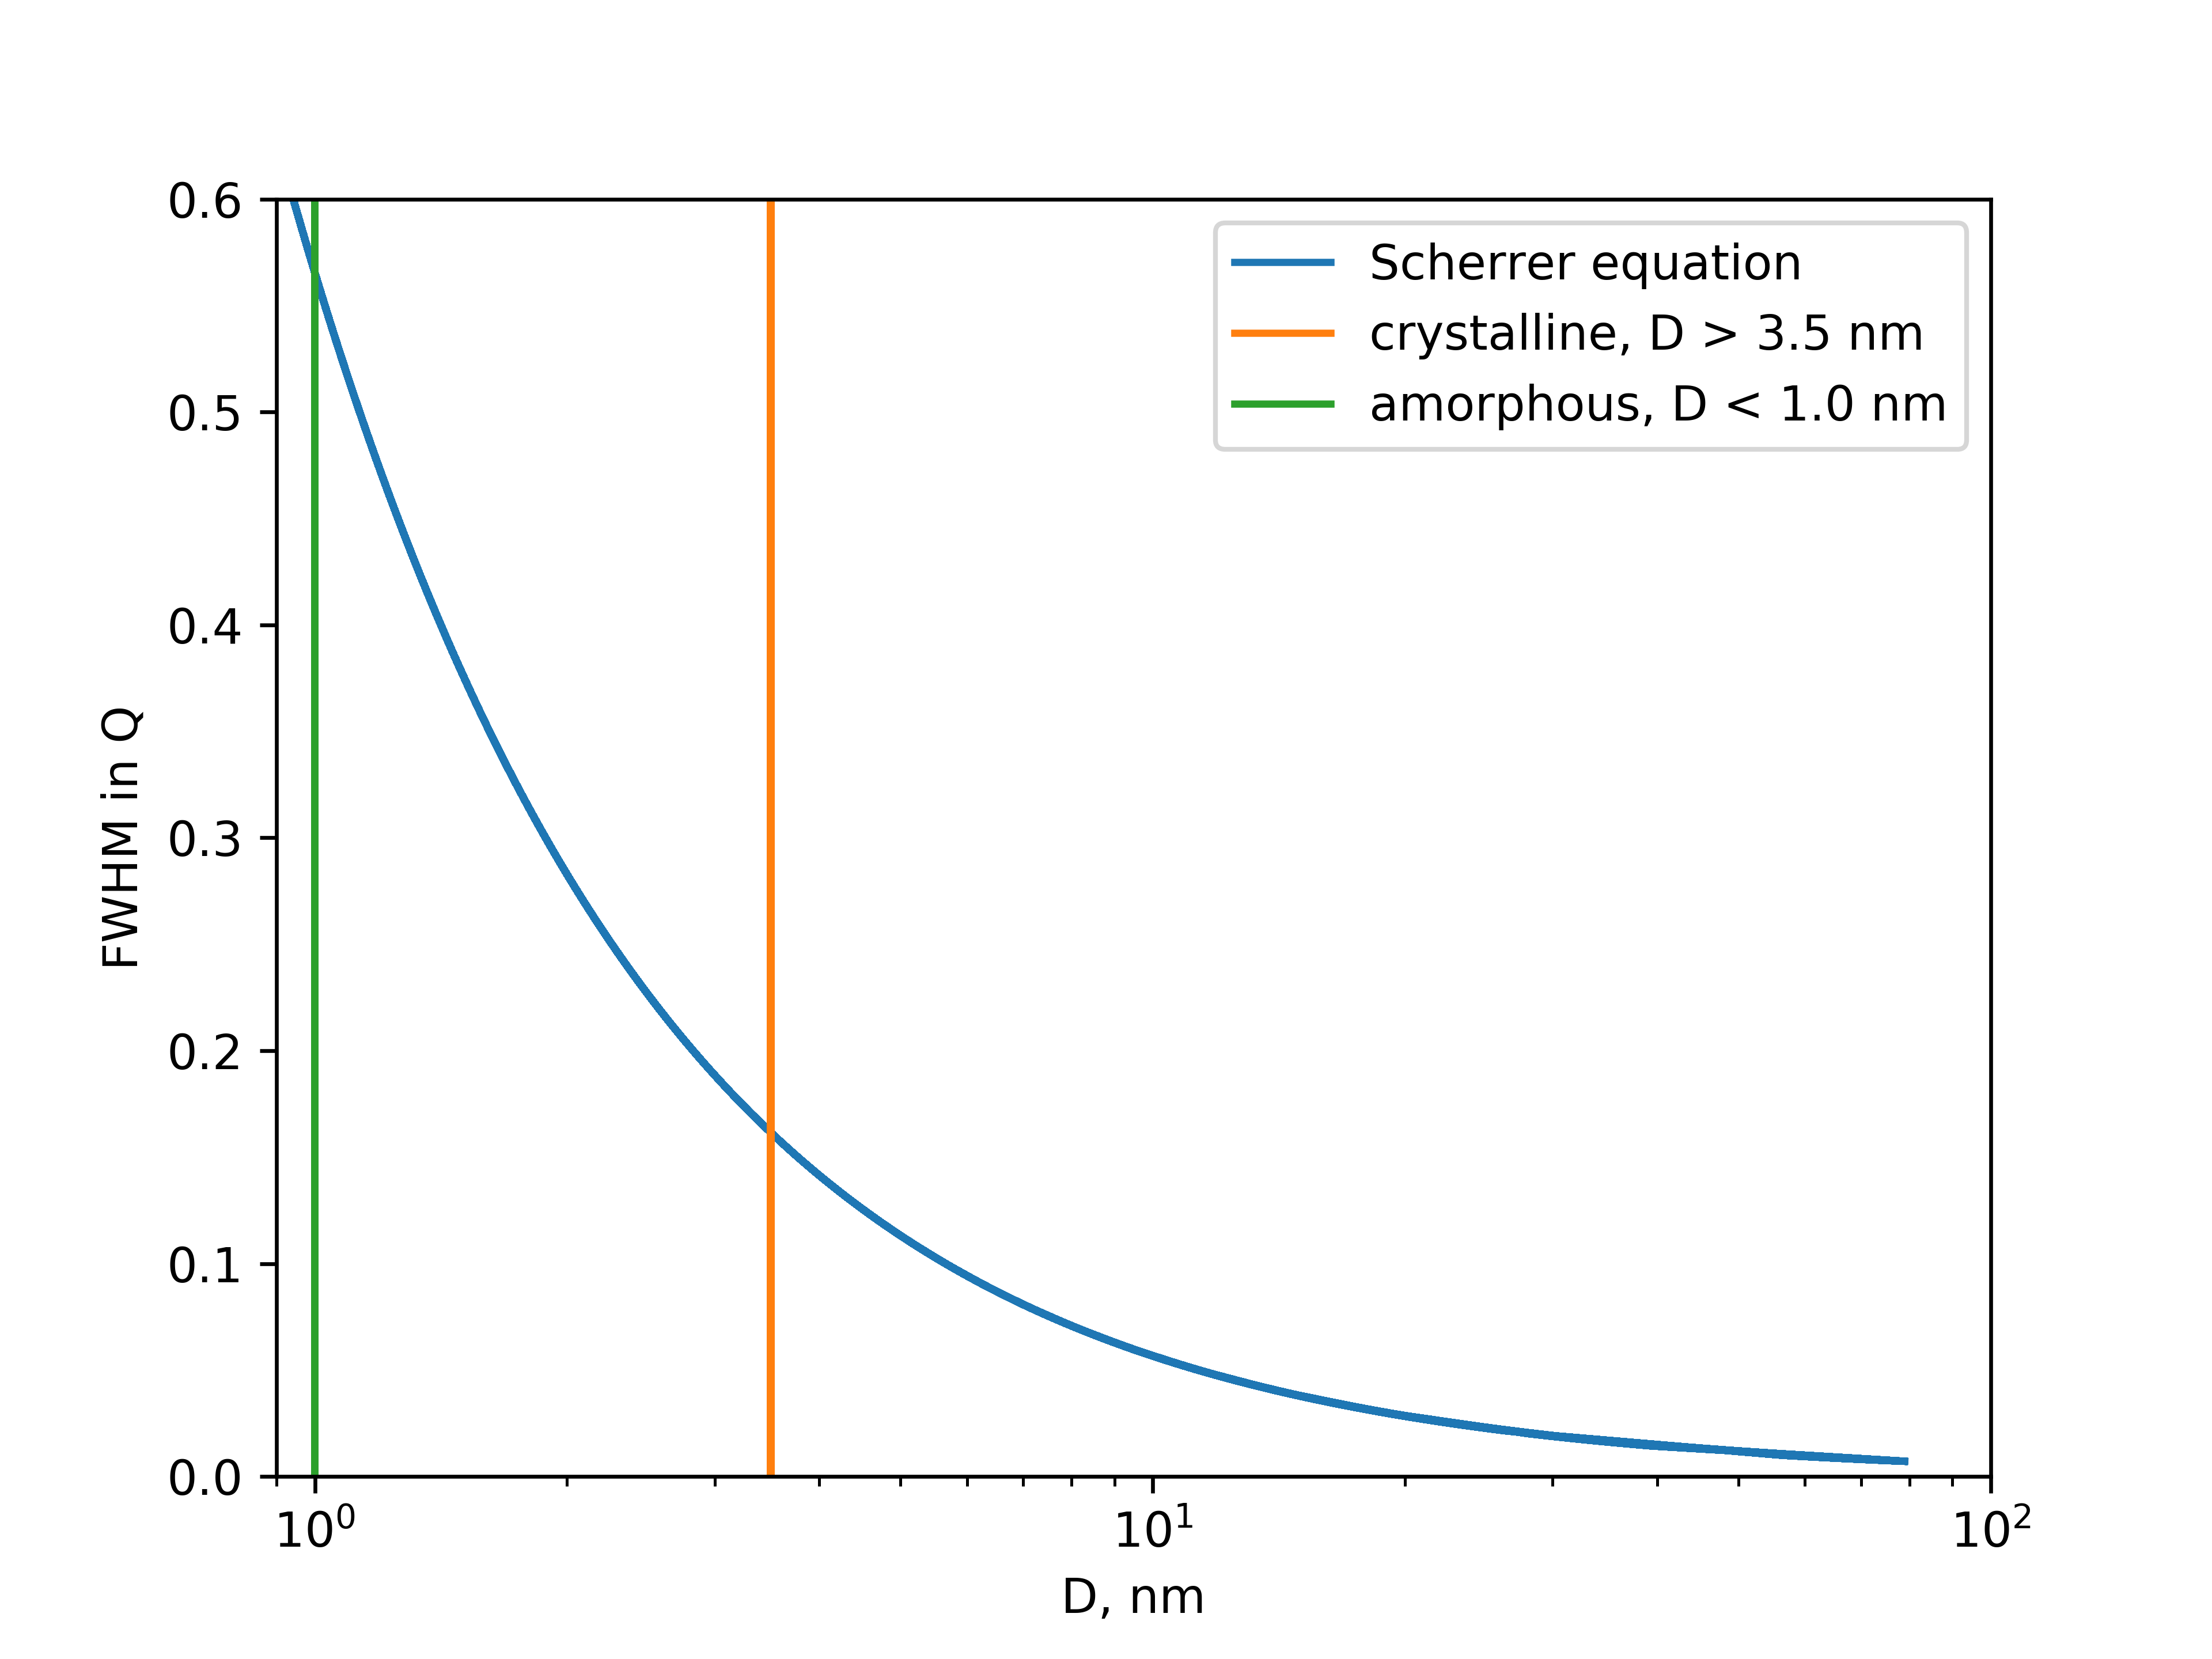 0.6
0.5
0.4
0.3
0.2
0.1
0.0
FWHM in Q
Scherrer equation
crystalline, D > 3.5 nm
amorphous, D < 1.0 nm
10⁰ 10¹ 10²
D, nm